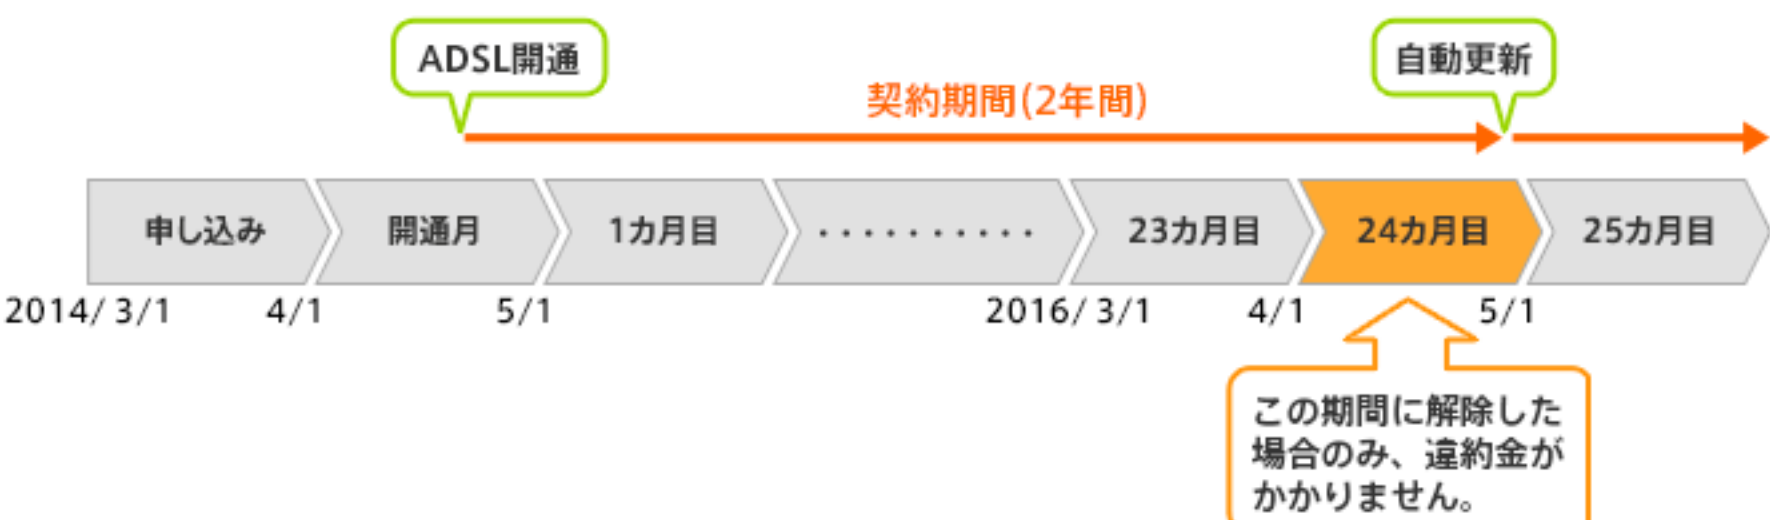 ADSL開通
自動更新
契約期間(2年間)
申し込み
開通月
1カ月目
··········
23カ月目
24カ月目
25カ月目
2014/ 3/1
4/1
5/1
2016/ 3/1
4/1
5/1
この期間に解除した
場合のみ、違約金が
かかりません。